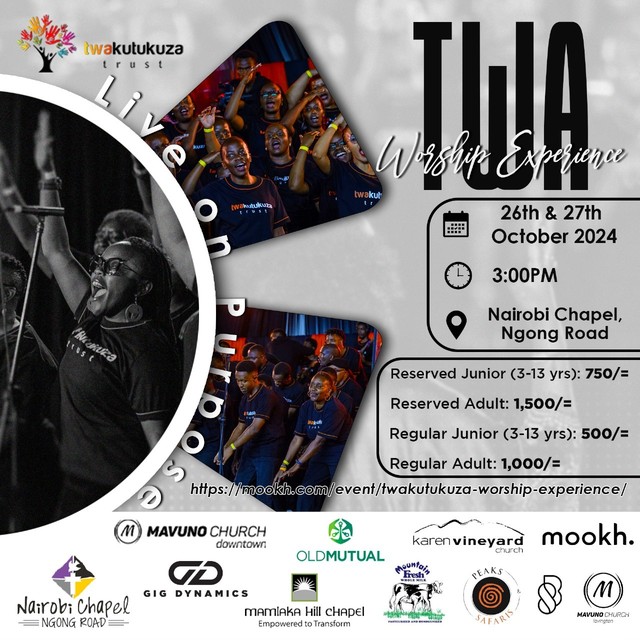 twakutukuza
trust
Live on Purpose
TWA
Worship Experience
26th & 27th
October 2024
3:00PM
Nairobi Chapel,
Ngong Road
Reserved Junior (3-13 yrs): 750/=
Reserved Adult: 1,500/=
Regular Junior (3-13 yrs): 500/=
Regular Adult: 1,000/=
https://mookh.com/event/twakutukuza-worship-experience/
twakutukuza
trust
MAVUNO CHURCH
downtown
OLDMUTUAL
karenvineyard
church
mookh.
Nairobi Chapel
NGONG ROAD
GIG DYNAMICS
mamlaka hill chapel
Empowered to Transform
Mountain
Fresh
WHOLE MILK
PEAKS
SAFARIS
MAVUNO CHURCH